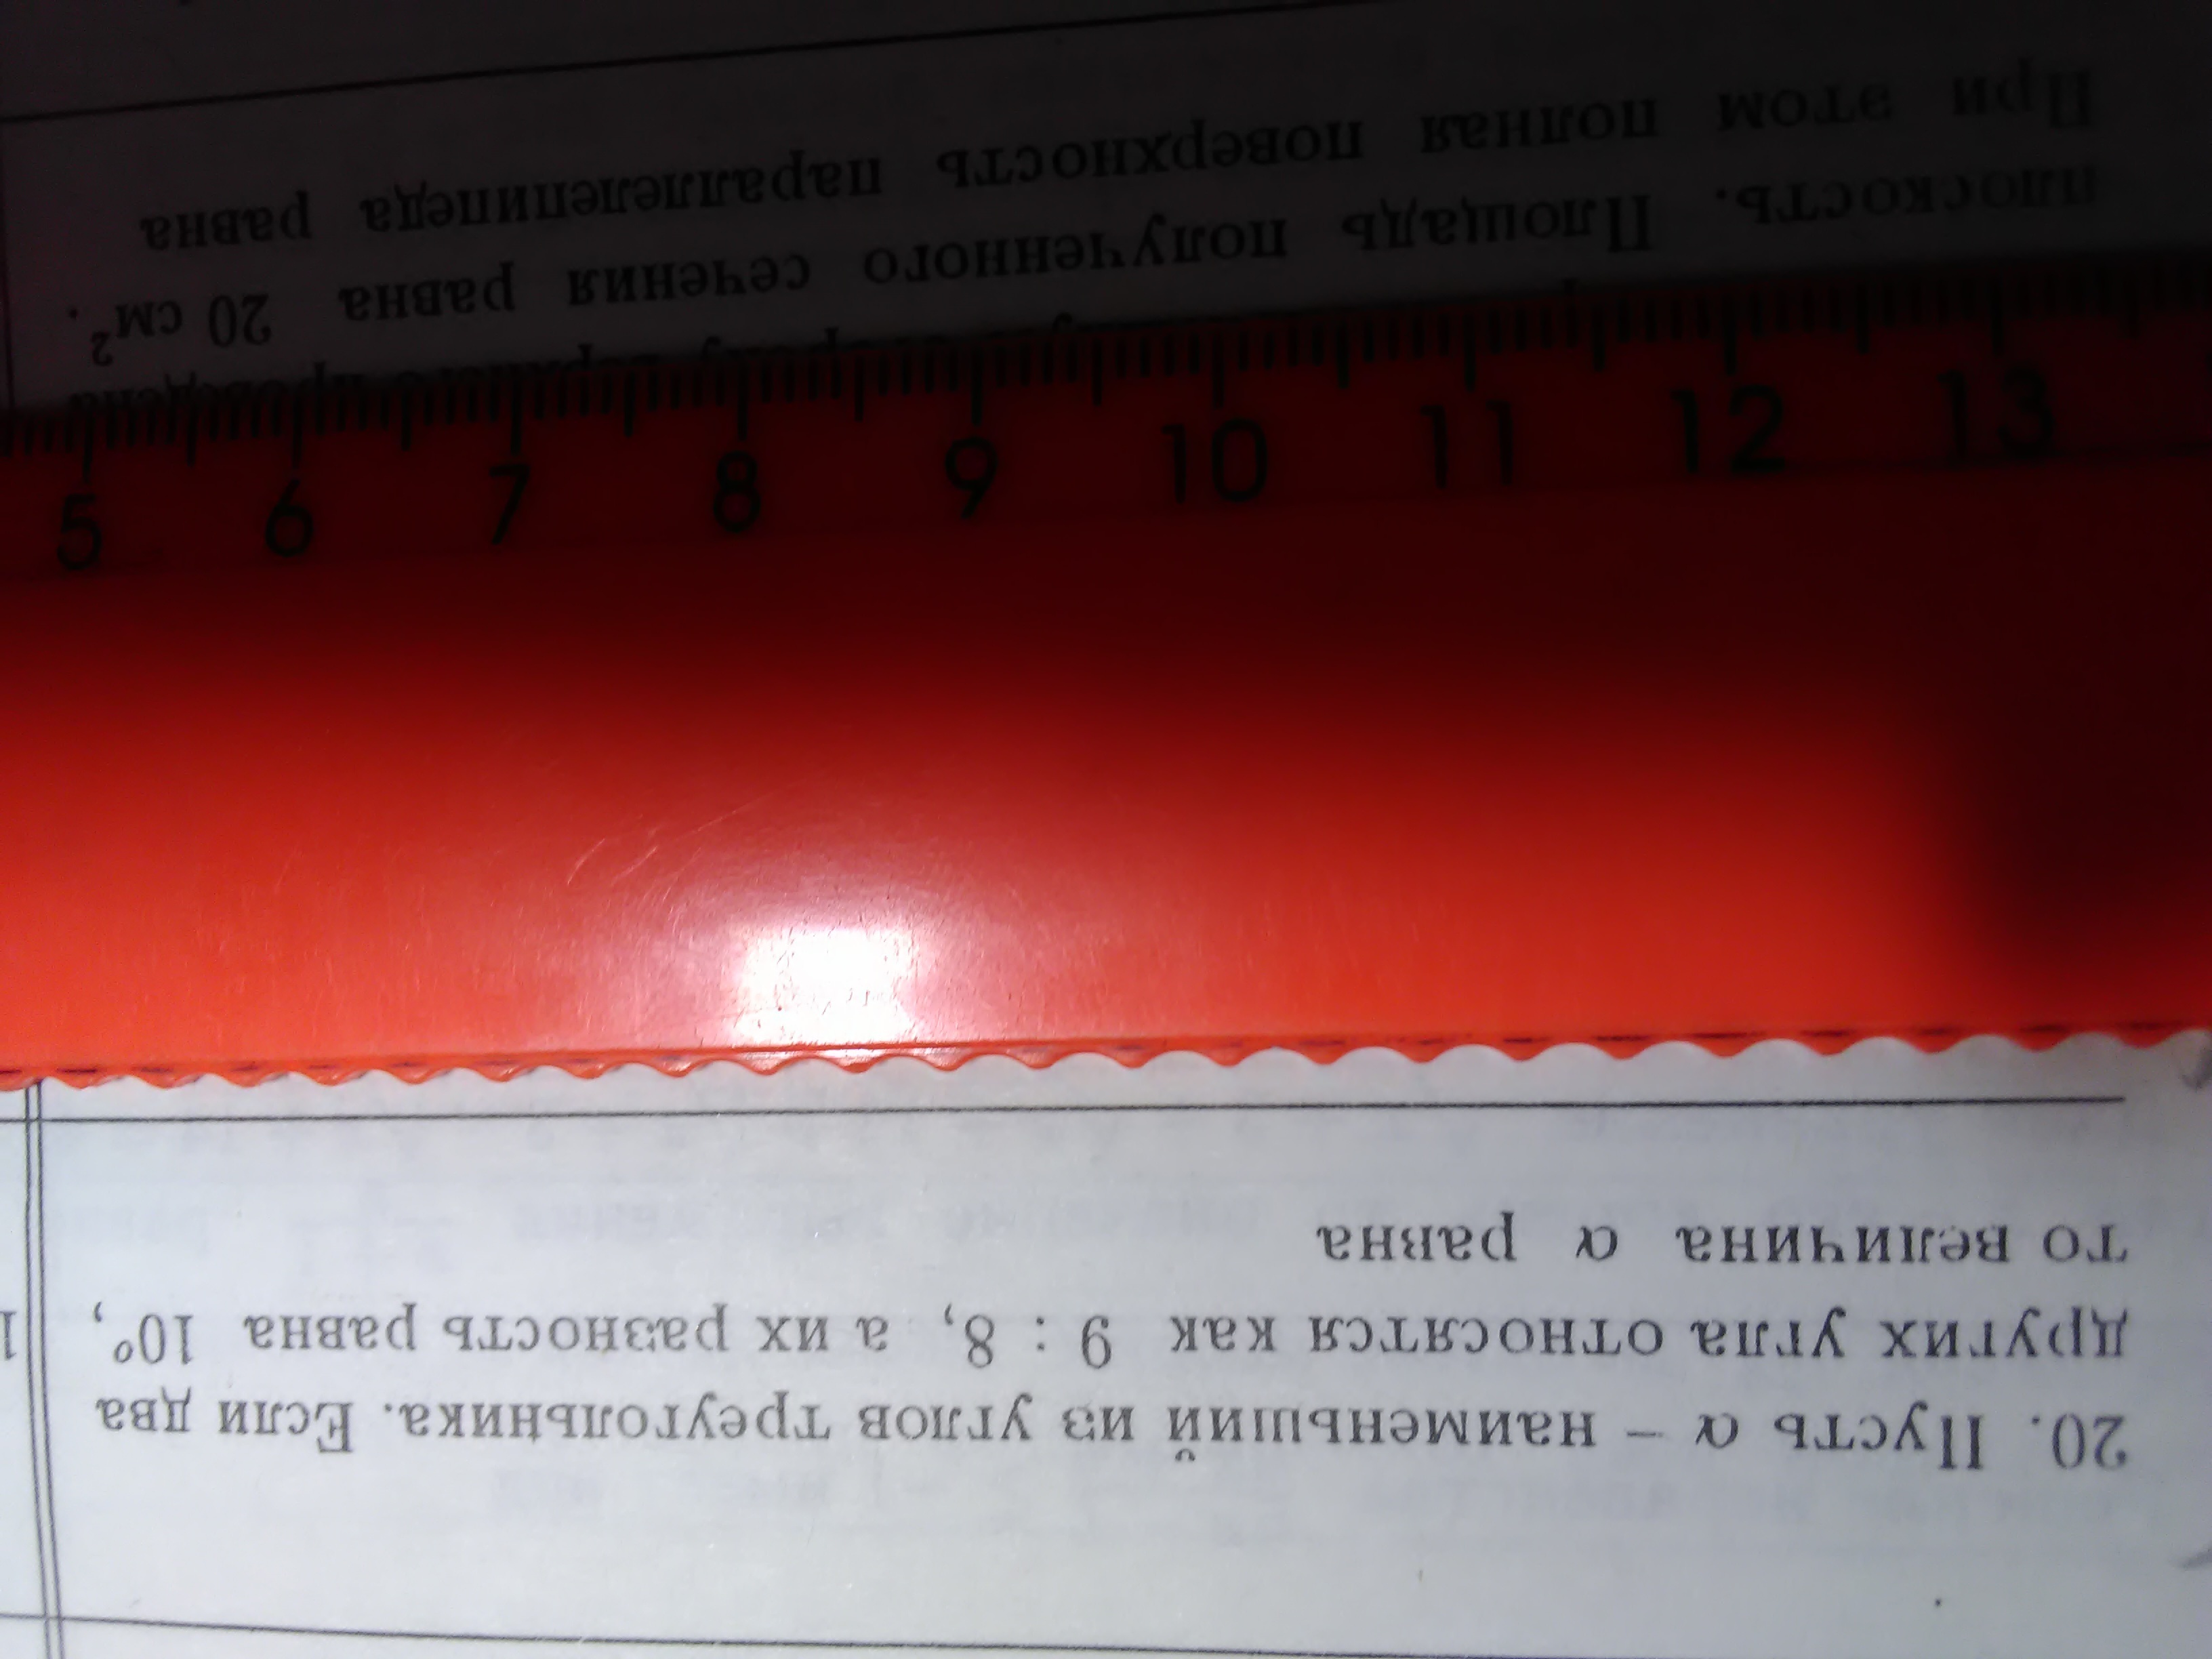 20. Пусть α – наименьший из углов треугольника. Если два
других угла относятся как 9 : 8, а их разность равна 10°,
то величина α равна
5 6 7 8 9 10 11 12 13
проведена
плоскость. Площадь полученного сечения равна 20 см².
При этом полная поверхность параллелепипеда равна